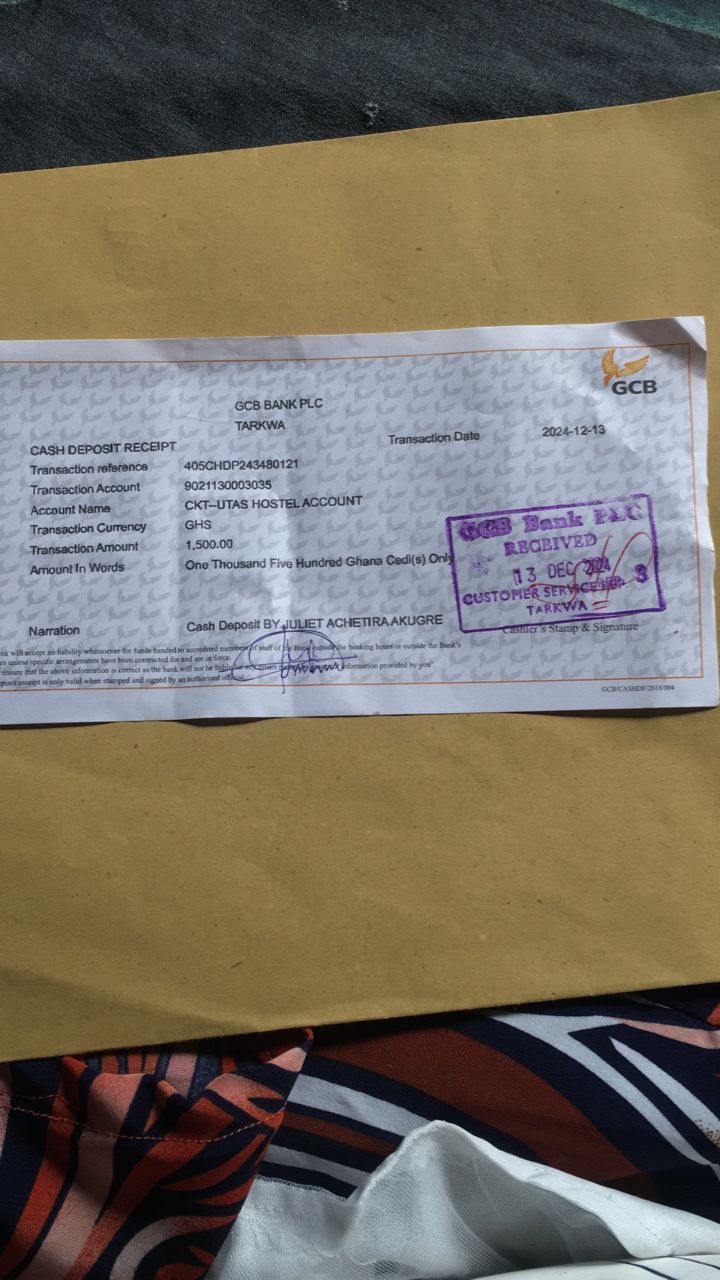 GCB
GCB BANK PLC
TARKWA
CASH DEPOSIT RECEIPT
Transaction Date 2024-12-13
Transaction reference 405CHDP243480121
Transaction Account 9021130003035
Account Name CKT-UTAS HOSTEL ACCOUNT
Transaction Currency GHS
Transaction Amount 1,500.00
Amount In Words One Thousand Five Hundred Ghana Cedi(s) Only
GCB Bank PLC
RECEIVED
13 DEC 2024
CUSTOMER SERVICE 3
TARKWA
Cashier's Stamp & Signature
Narration Cash Deposit BY JULIET ACHETIRA AKUGRE
nk will accept no liability whatsoever for funds handed to accredited members of staff of the Bank outside the banking hours or outside the Bank's
es unless specific arrangements have been contracted for and are in force.
ensure that the above information is correct as the bank will not be liable for any information provided by you'
posit receipt is only valid when stamped and signed by an authorized official.
GCB/CASHDP/2018/004